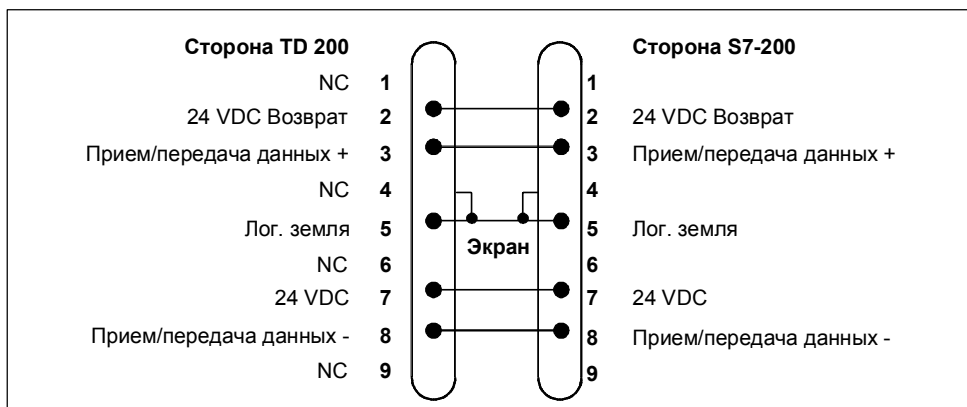 Сторона TD 200 Сторона S7-200
NC 1 1
24 VDC Возврат 2 2 24 VDC Возврат
Прием/передача данных + 3 3 Прием/передача данных +
NC 4 4
Лог. земля 5 5 Лог. земля
Экран
NC 6 6
24 VDC 7 7 24 VDC
Прием/передача данных - 8 8 Прием/передача данных -
NC 9 9